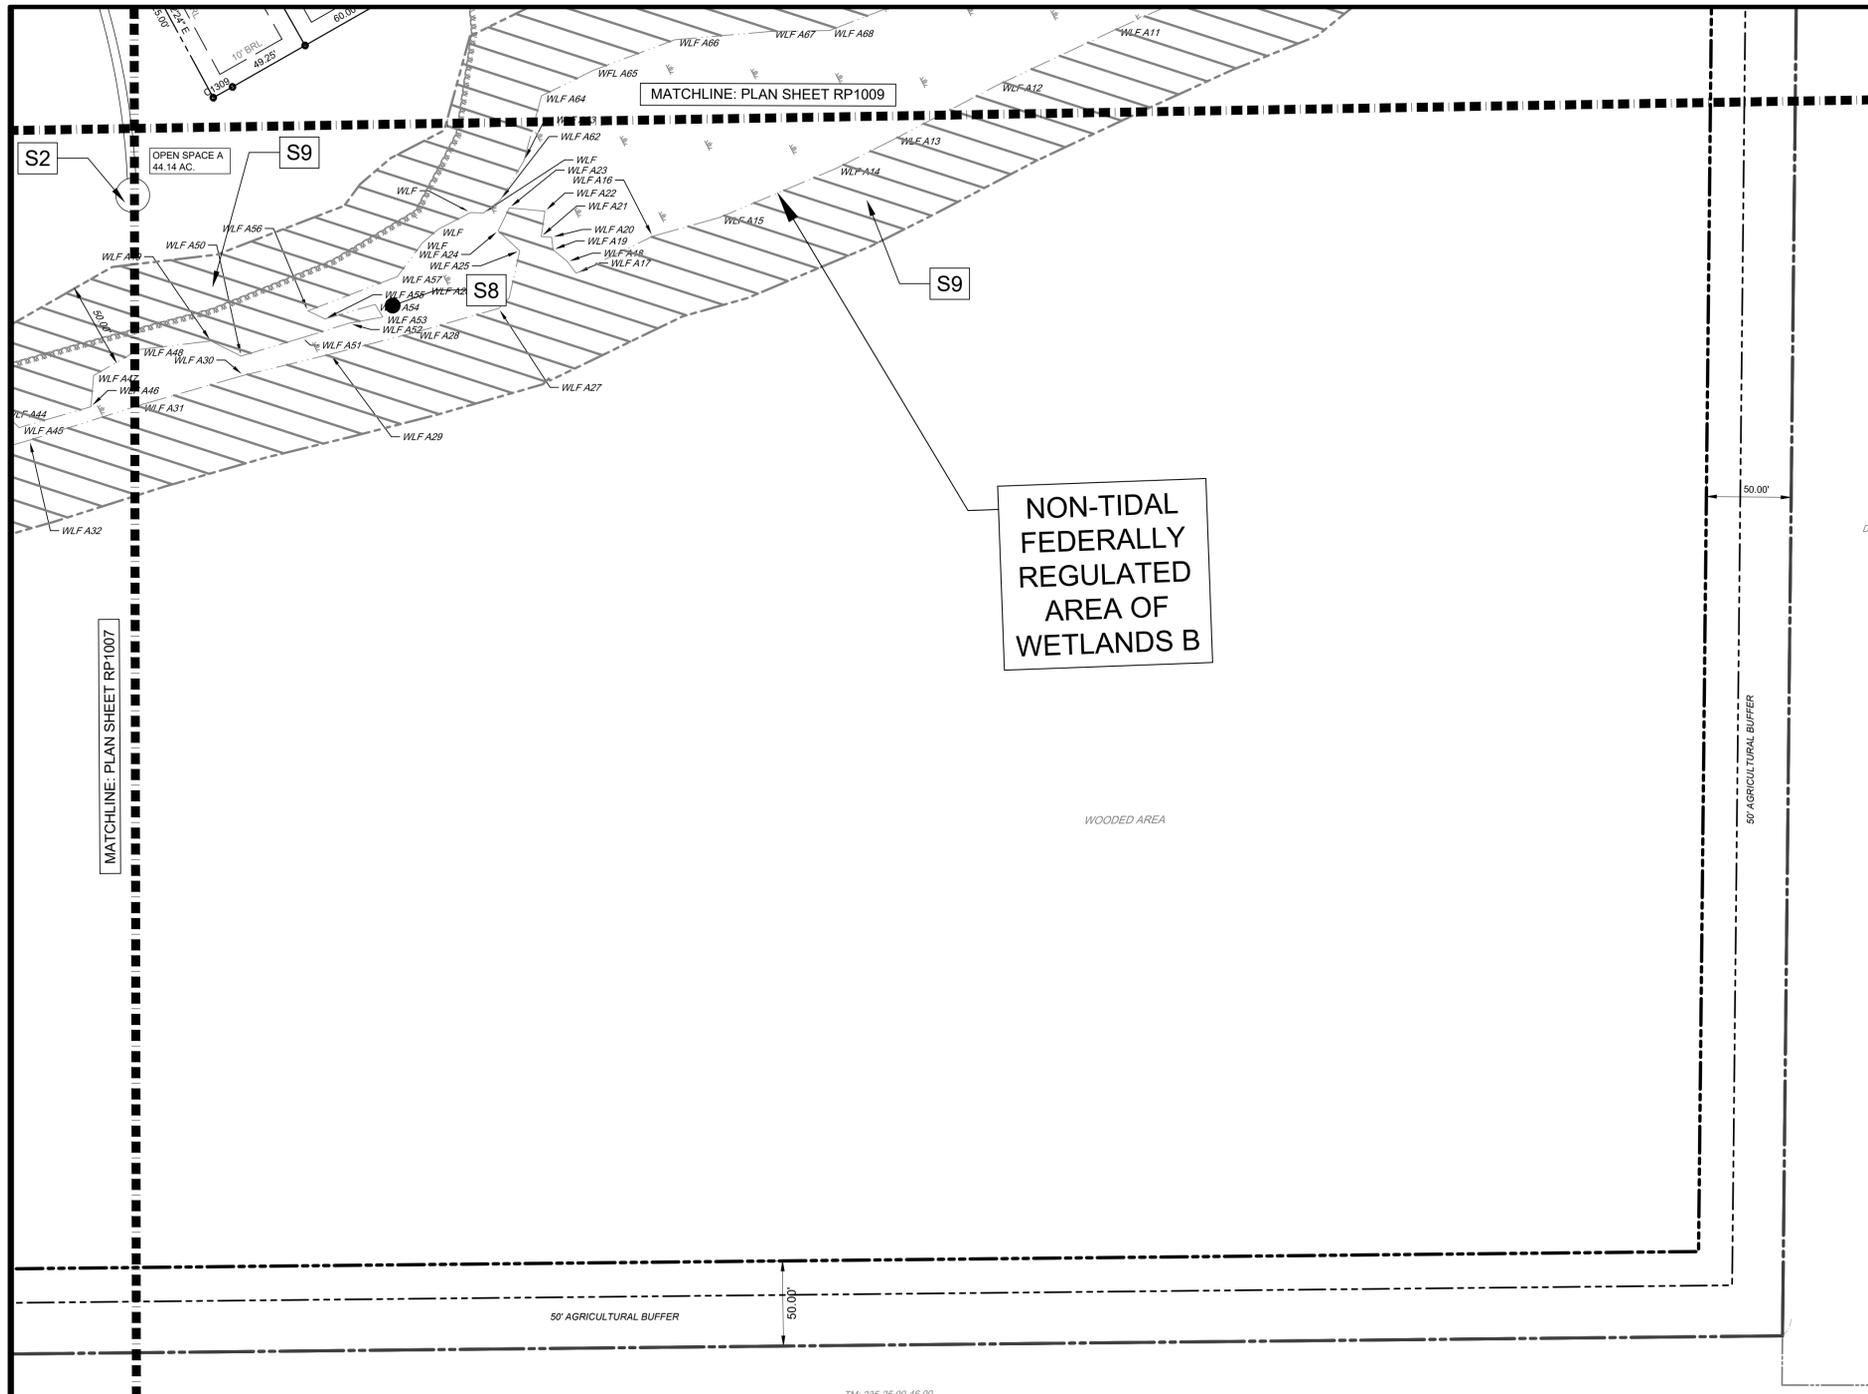 10' BRL
49.25'
C1309
60.00'
WLF A66
WLF A67
WLF A68
WLF A11
WFL A65
WLF A64
MATCHLINE: PLAN SHEET RP1009
WLF A12
WLF A62
WLF A13
S2
OPEN SPACE A
44.14 AC.
S9
WLF
WLF A23
WLF A16
WLF A14
WLF
WLF A22
WLF A21
WLF A15
WLF A56
WLF
WLF A20
WLF A50
WLF
WLF A19
WLF A24
WLF A18
WLF A25
WLF A17
WLF A57
S8
S9
WLF A55
A54
WLF A53
50.00'
WLF A52
WLF A28
WLF A51
WLF A48
WLF A30
WLF A47
WLF A27
WLF A46
WLF A31
WLF A44
WLF A45
WLF A29
WLF A32
50.00'
NON-TIDAL
FEDERALLY
REGULATED
AREA OF
WETLANDS B
MATCHLINE: PLAN SHEET RP1007
50' AGRICULTURAL BUFFER
WOODED AREA
50' AGRICULTURAL BUFFER
50.00'